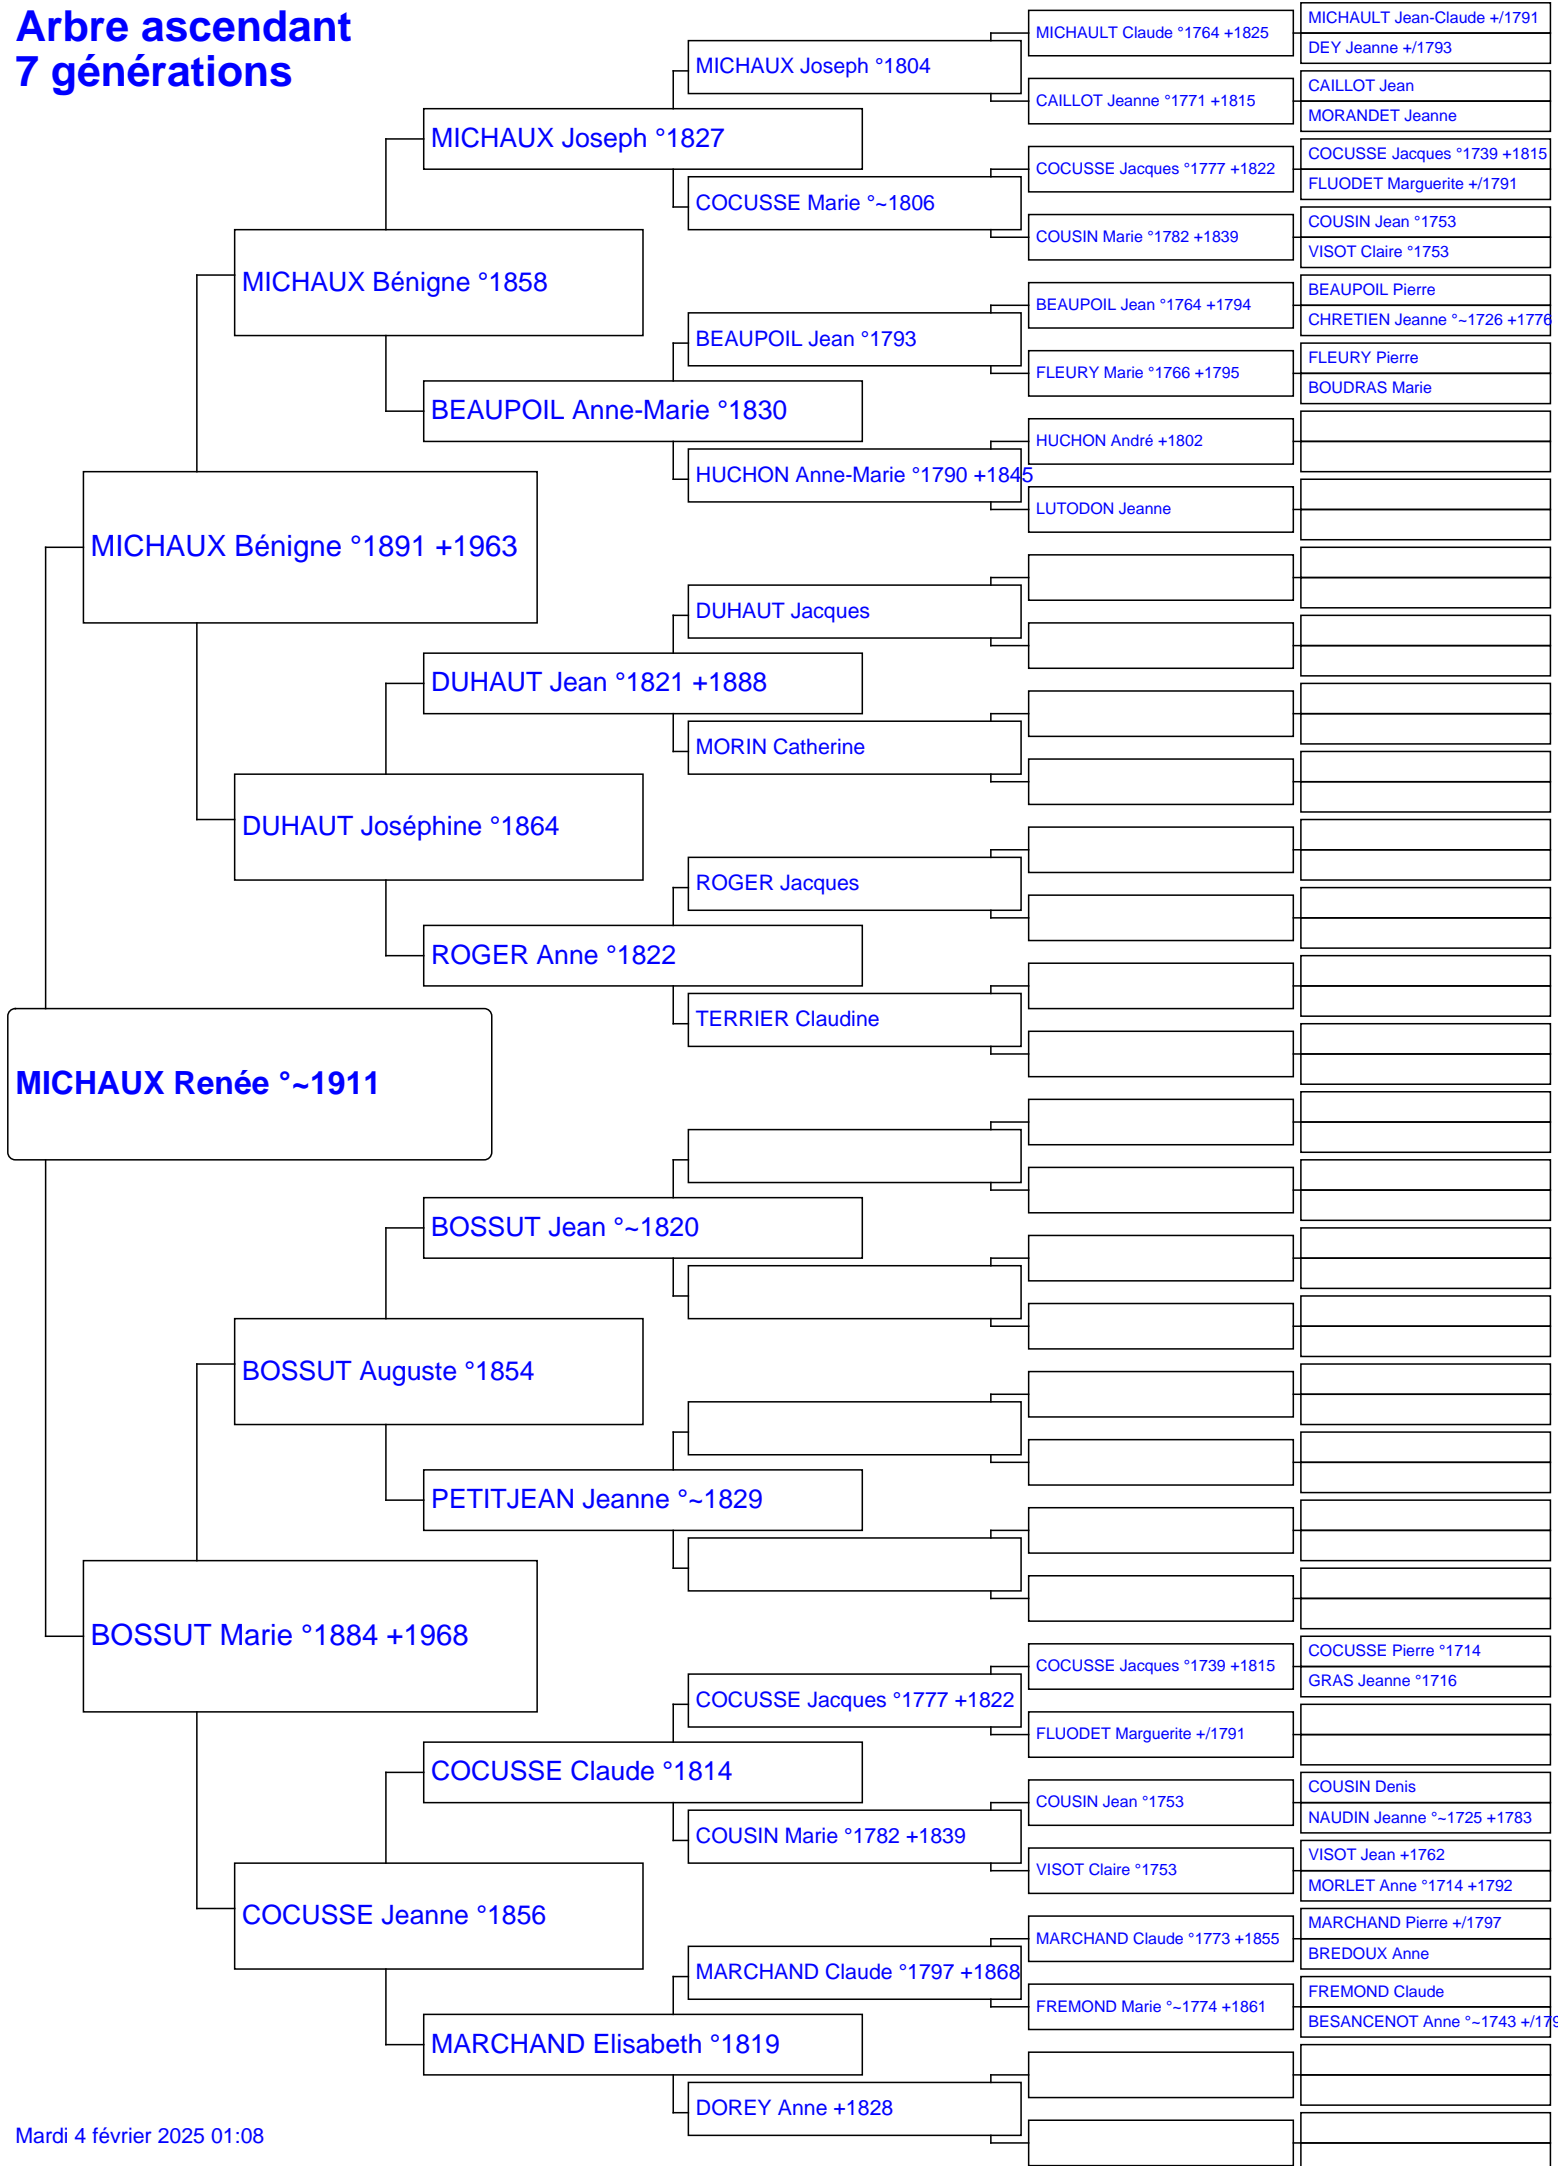 Arbre ascendant
7 générations
MICHAULT Jean-Claude +/1791
MICHAULT Claude °1764 +1825
DEY Jeanne +/1793
MICHAUX Joseph °1804
CAILLOT Jean
CAILLOT Jeanne °1771 +1815
MORANDET Jeanne
MICHAUX Joseph °1827
COCUSSE Jacques °1739 +1815
COCUSSE Jacques °1777 +1822
FLUODET Marguerite +/1791
COCUSSE Marie °~1806
COUSIN Jean °1753
COUSIN Marie °1782 +1839
VISOT Claire °1753
MICHAUX Bénigne °1858
BEAUPOIL Pierre
BEAUPOIL Jean °1764 +1794
CHRETIEN Jeanne °~1726 +1776
BEAUPOIL Jean °1793
FLEURY Pierre
FLEURY Marie °1766 +1795
BOUDRAS Marie
BEAUPOIL Anne-Marie °1830
HUCHON André +1802
HUCHON Anne-Marie °1790 +1845
LUTODON Jeanne
MICHAUX Bénigne °1891 +1963
DUHAUT Jacques
DUHAUT Jean °1821 +1888
MORIN Catherine
DUHAUT Joséphine °1864
ROGER Jacques
ROGER Anne °1822
TERRIER Claudine
MICHAUX Renée °~1911
BOSSUT Jean °~1820
BOSSUT Auguste °1854
PETITJEAN Jeanne °~1829
BOSSUT Marie °1884 +1968
COCUSSE Pierre °1714
COCUSSE Jacques °1739 +1815
GRAS Jeanne °1716
COCUSSE Jacques °1777 +1822
FLUODET Marguerite +/1791
COCUSSE Claude °1814
COUSIN Denis
COUSIN Jean °1753
NAUDIN Jeanne °~1725 +1783
COUSIN Marie °1782 +1839
VISOT Jean +1762
VISOT Claire °1753
MORLET Anne °1714 +1792
COCUSSE Jeanne °1856
MARCHAND Pierre +/1797
MARCHAND Claude °1773 +1855
BREDOUX Anne
MARCHAND Claude °1797 +1868
FREMOND Claude
FREMOND Marie °~1774 +1861
BESANCENOT Anne °~1743
MARCHAND Elisabeth °1819
DOREY Anne +1828
Mardi 4 février 2025 01:08